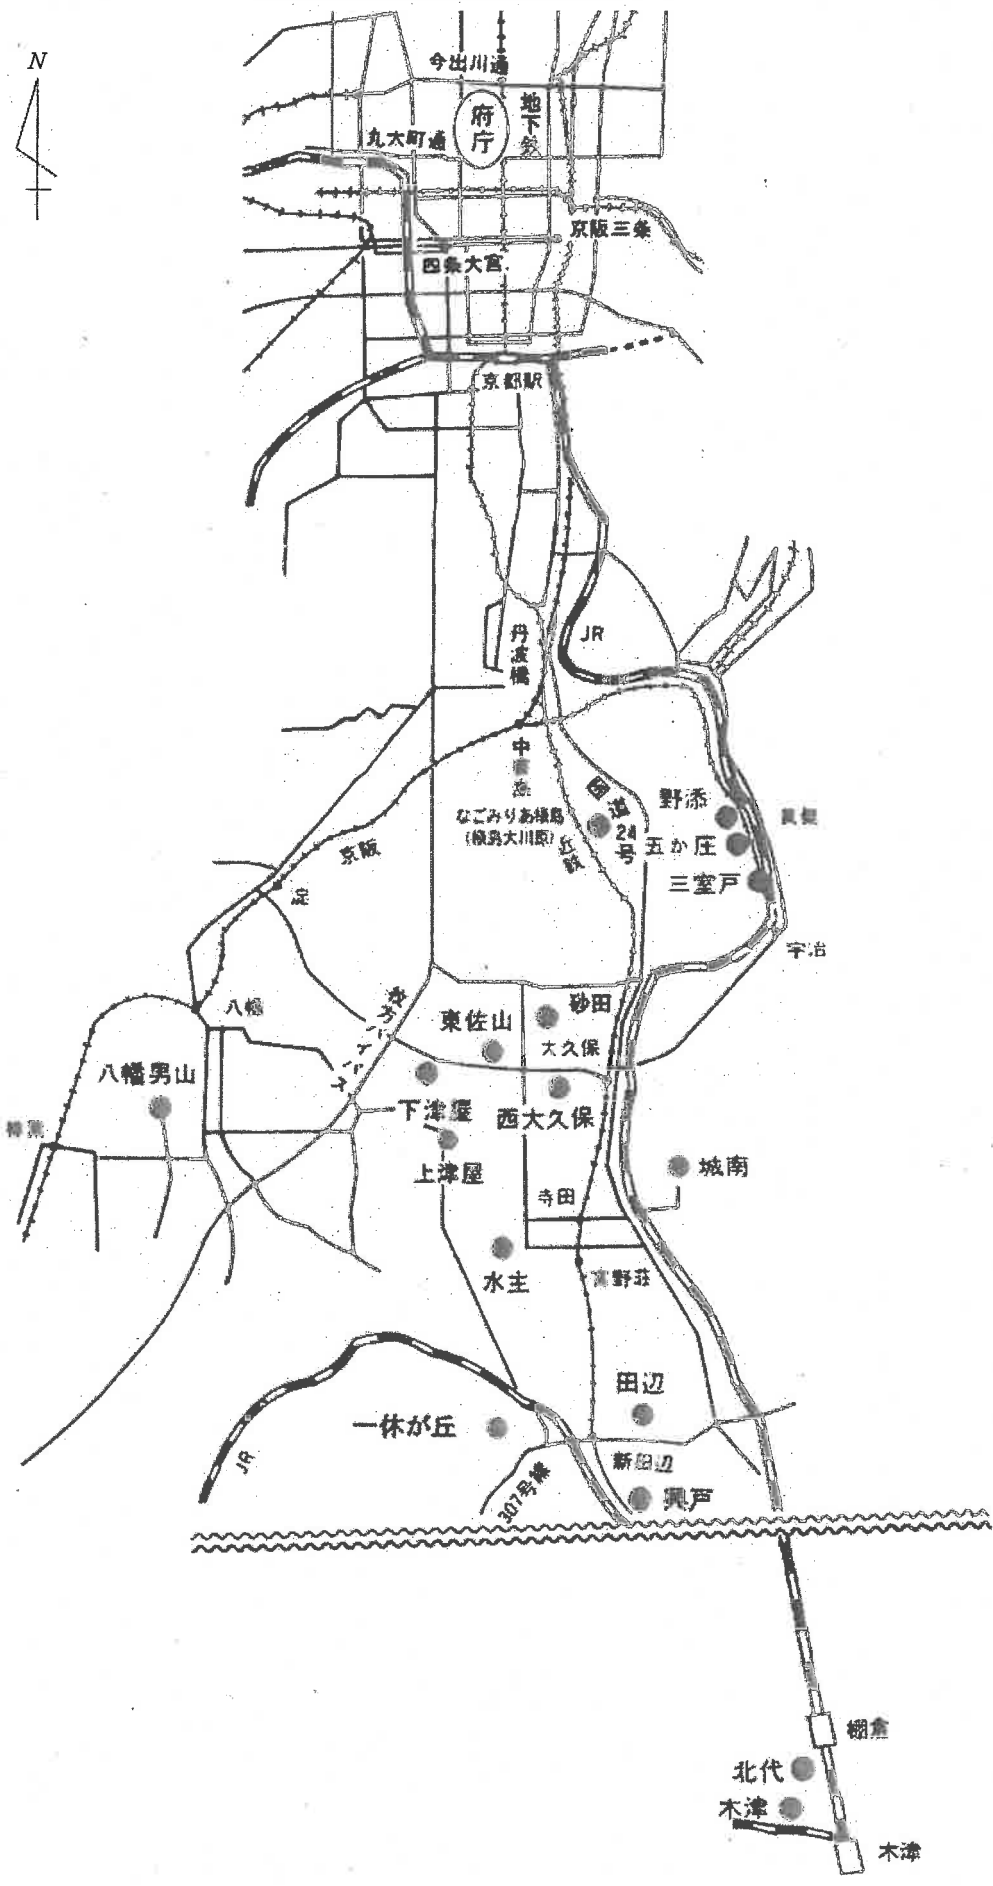 N
今出川通
府庁
地下鉄
丸太町通
京阪三条
四条大宮
京都駅
JR
丹波橋
中書島
国道24号
野添
黄檗
なごみりあ槇島
(槇島大川原)
五か庄
近鉄
京阪
三室戸
淀
宇治
枚方バイパス
八幡
東佐山
砂田
大久保
八幡男山
下津屋
西大久保
樟葉
上津屋
城南
寺田
水主
富野荘
田辺
一休が丘
JR
新田辺
307号線
興戸
棚倉
北代
木津
木津